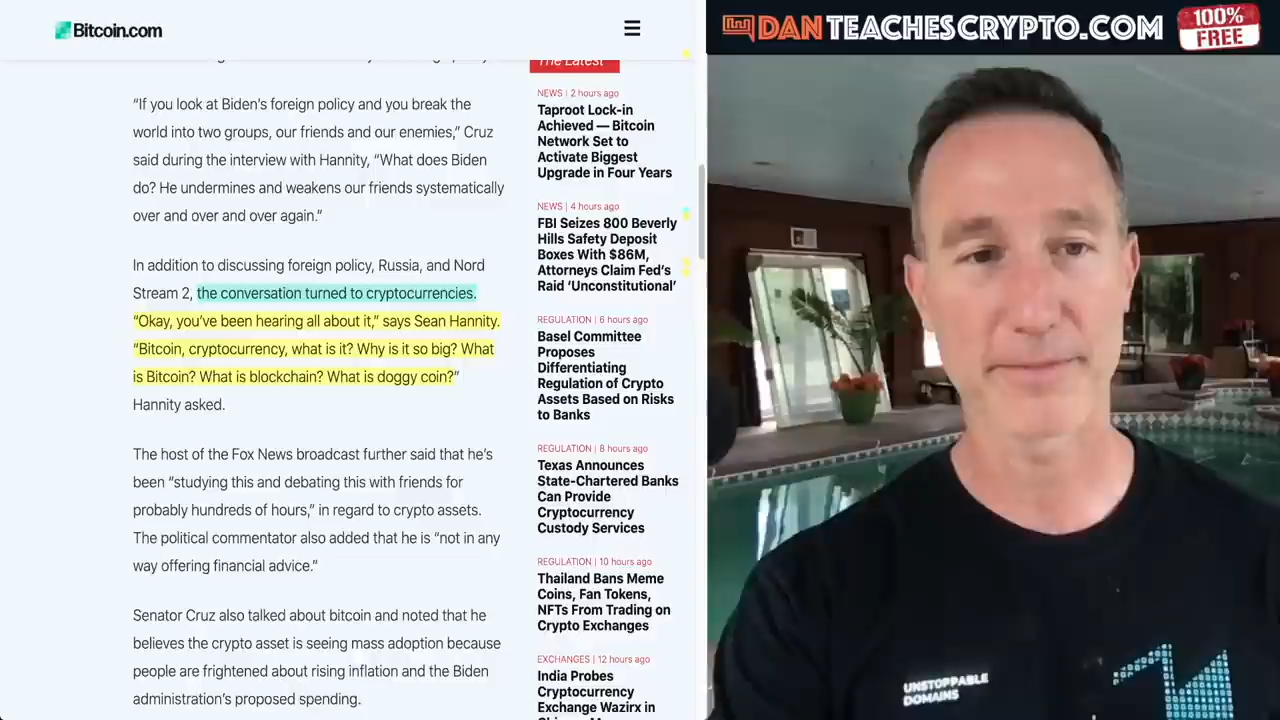 Bitcoin.com
"If you look at Biden's foreign policy and you break the
world into two groups, our friends and our enemies," Cruz
said during the interview with Hannity, "What does Biden
do? He undermines and weakens our friends systematically
over and over and over again."
In addition to discussing foreign policy, Russia, and Nord
Stream 2, the conversation turned to cryptocurrencies.
"Okay, you've been hearing all about it," says Sean Hannity.
"Bitcoin, cryptocurrency, what is it? Why is it so big? What
is Bitcoin? What is blockchain? What is doggy coin?"
Hannity asked.
The host of the Fox News broadcast further said that he's
been "studying this and debating this with friends for
probably hundreds of hours," in regard to crypto assets.
The political commentator also added that he is "not in any
way offering financial advice."
Senator Cruz also talked about bitcoin and noted that he
believes the crypto asset is seeing mass adoption because
people are frightened about rising inflation and the Biden
administration's proposed spending.
The Latest
NEWS | 2 hours ago
Taproot Lock-in
Achieved — Bitcoin
Network Set to
Activate Biggest
Upgrade in Four Years
NEWS | 4 hours ago
FBI Seizes 800 Beverly
Hills Safety Deposit
Boxes With $86M,
Attorneys Claim Fed's
Raid 'Unconstitutional'
REGULATION | 6 hours ago
Basel Committee
Proposes
Differentiating
Regulation of Crypto
Assets Based on Risks
to Banks
REGULATION | 8 hours ago
Texas Announces
State-Chartered Banks
Can Provide
Cryptocurrency
Custody Services
REGULATION | 10 hours ago
Thailand Bans Meme
Coins, Fan Tokens,
NFTs From Trading on
Crypto Exchanges
EXCHANGES | 12 hours ago
India Probes
Cryptocurrency
Exchange Wazirx in
DANTEACHESCRYPTO.COM
100%
FREE
UNSTOPPABLE
DOMAINS